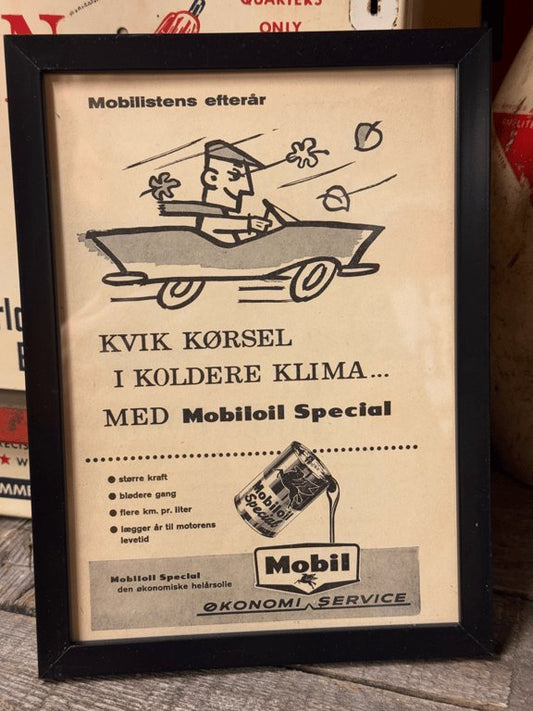 QUARTERS
ONLY
Mobilistens efterår
KVIK KØRSEL
I KOLDERE KLIMA...
MED Mobiloil Special
● større kraft
● blødere gang
● flere km. pr. liter
● lægger år til motorens
levetid
Mobiloil
Special
Mobiloil Special
den økonomiske helårsolie
Mobil
ØKONOMI SERVICE